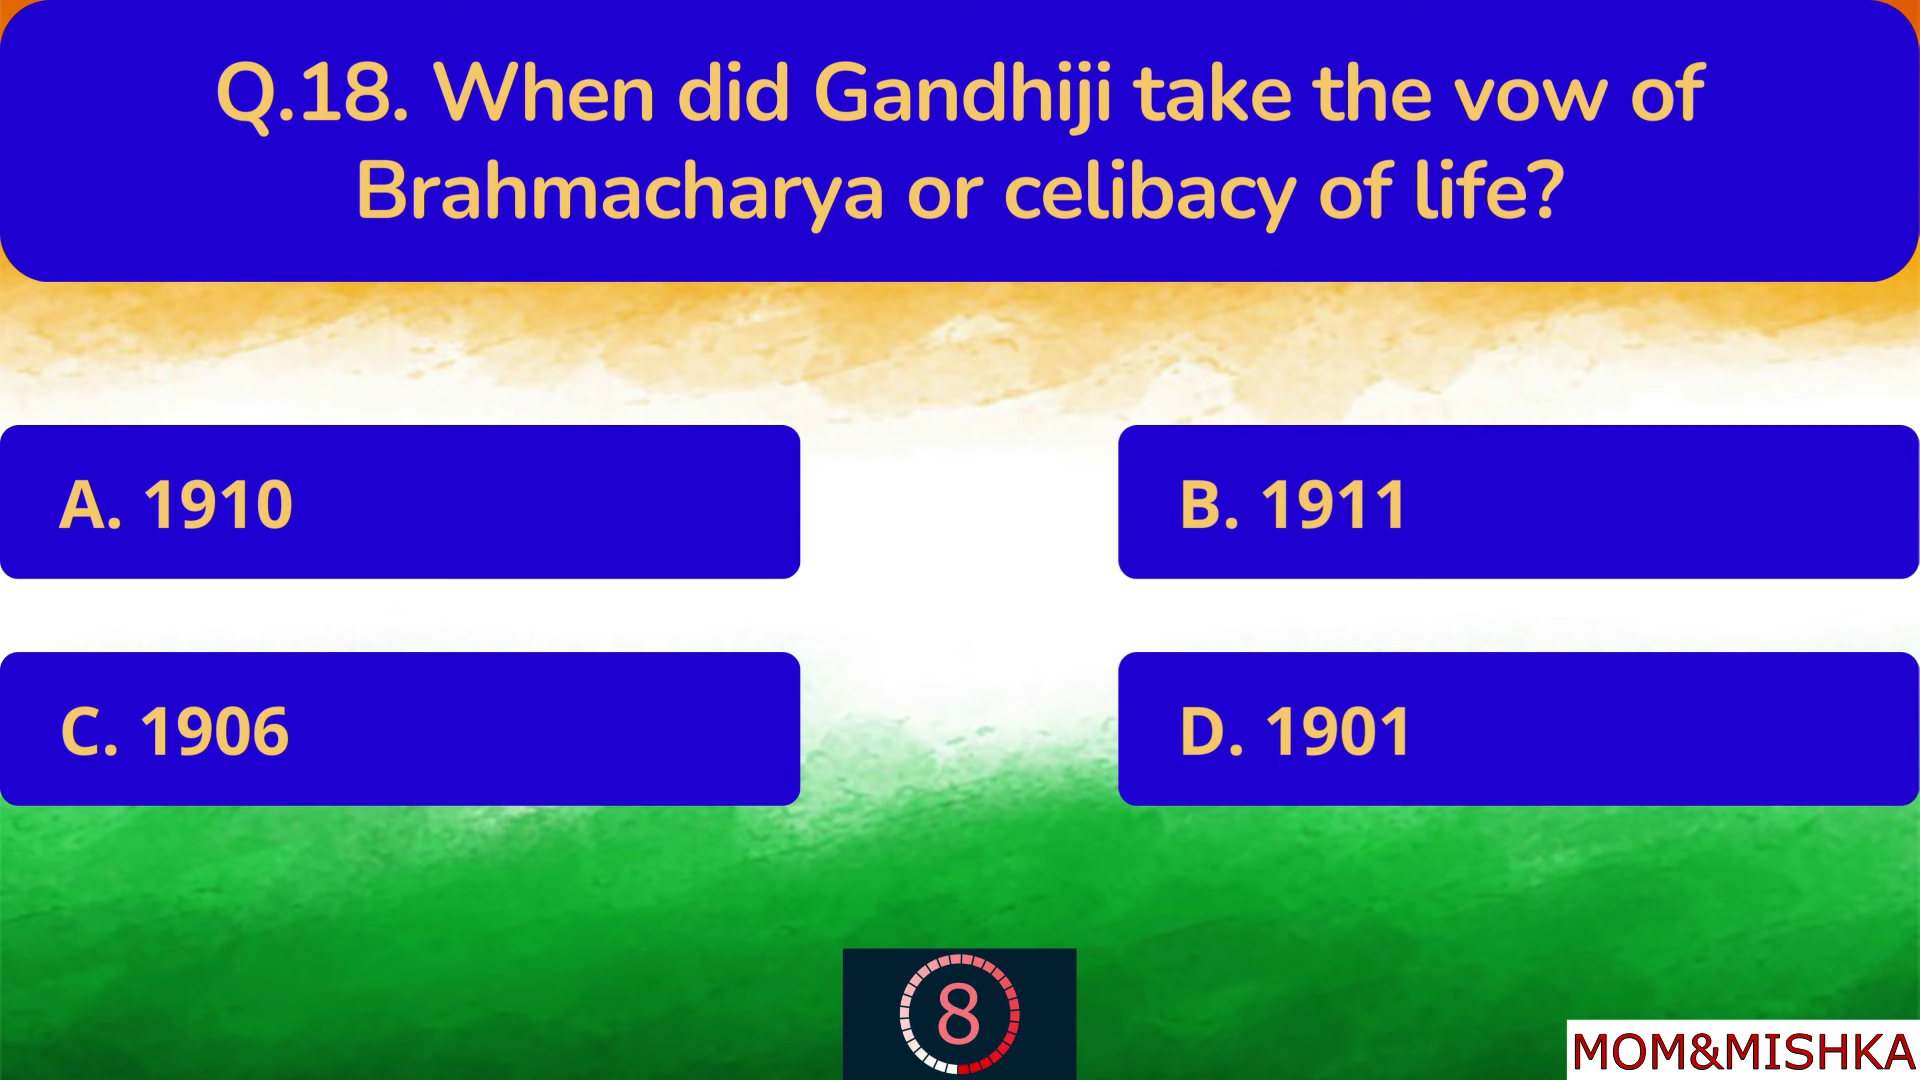 Q.18. When did Gandhiji take the vow of
Brahmacharya or celibacy of life?
A. 1910
B. 1911
C. 1906
D. 1901
8
MOM&MISHKA